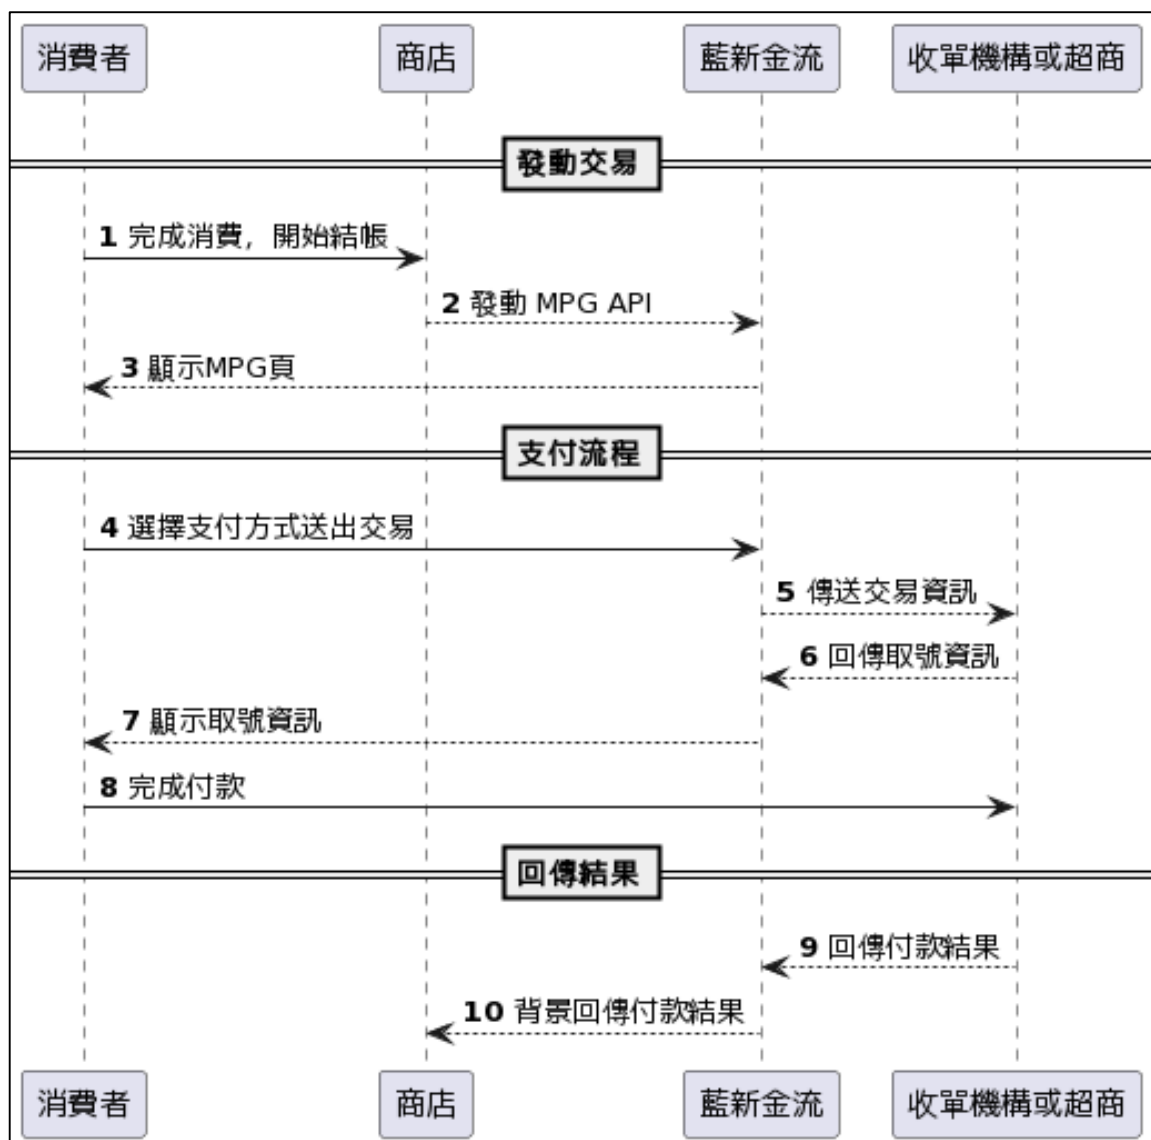 消費者 商店 藍新金流 收單機構或超商
發動交易
1 完成消費，開始結帳
2 發動 MPG API
3 顯示MPG頁
支付流程
4 選擇支付方式送出交易
5 傳送交易資訊
6 回傳取號資訊
7 顯示取號資訊
8 完成付款
回傳結果
9 回傳付款結果
10 背景回傳付款結果
消費者 商店 藍新金流 收單機構或超商